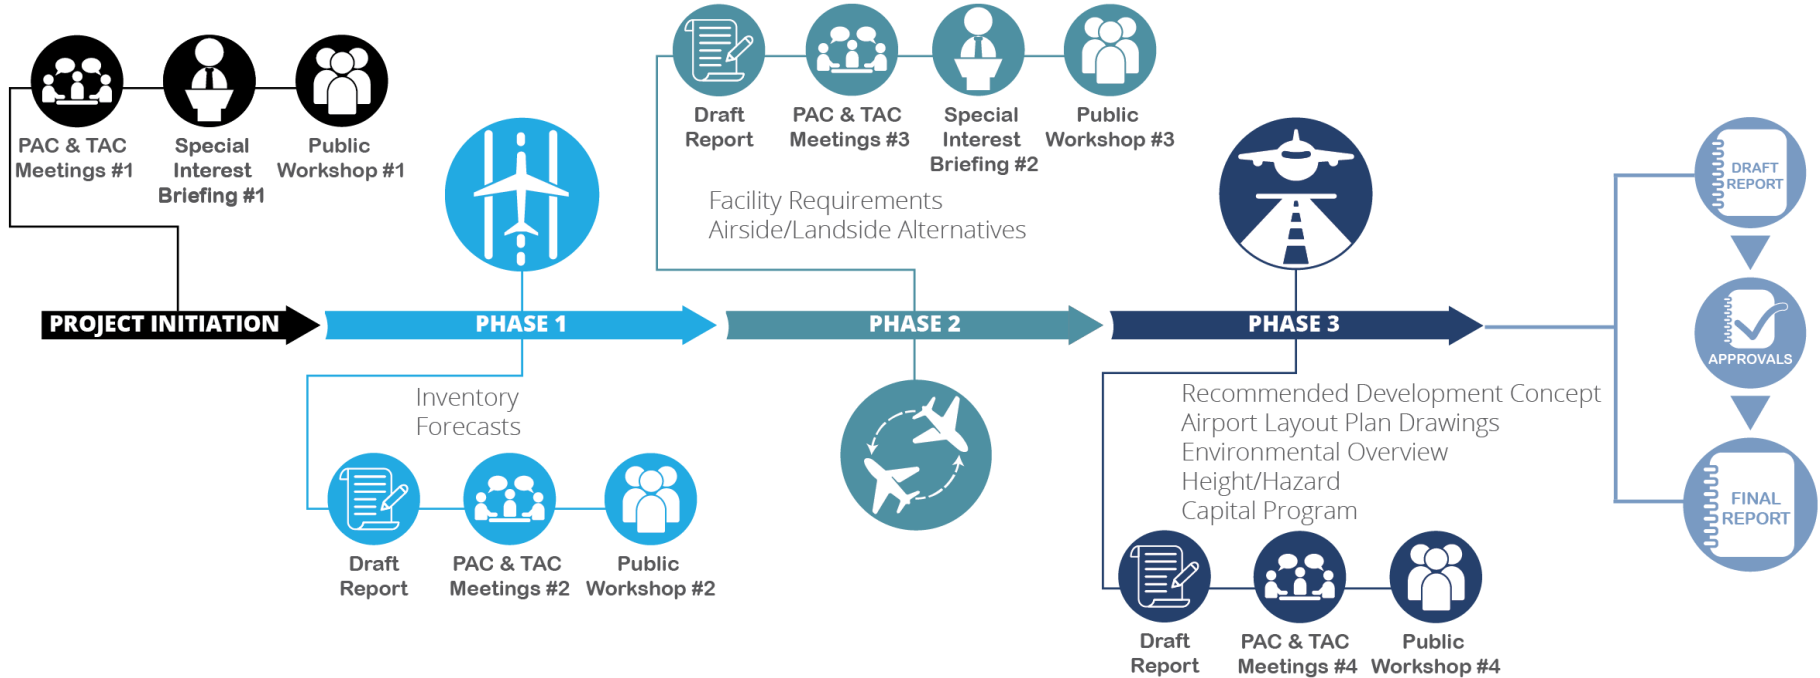 PAC & TAC
Meetings #1
Special
Interest
Briefing #1
Public
Workshop #1
PROJECT INITIATION
PHASE 1
Inventory
Forecasts
Draft
Report
PAC & TAC
Meetings #2
Public
Workshop #2
Draft
Report
PAC & TAC
Meetings #3
Special
Interest
Briefing #2
Public
Workshop #3
Facility Requirements
Airside/Landside Alternatives
PHASE 2
PHASE 3
Recommended Development Concept
Airport Layout Plan Drawings
Environmental Overview
Height/Hazard
Capital Program
Draft
Report
PAC & TAC
Meetings #4
Public
Workshop #4
DRAFT
REPORT
APPROVALS
FINAL
REPORT